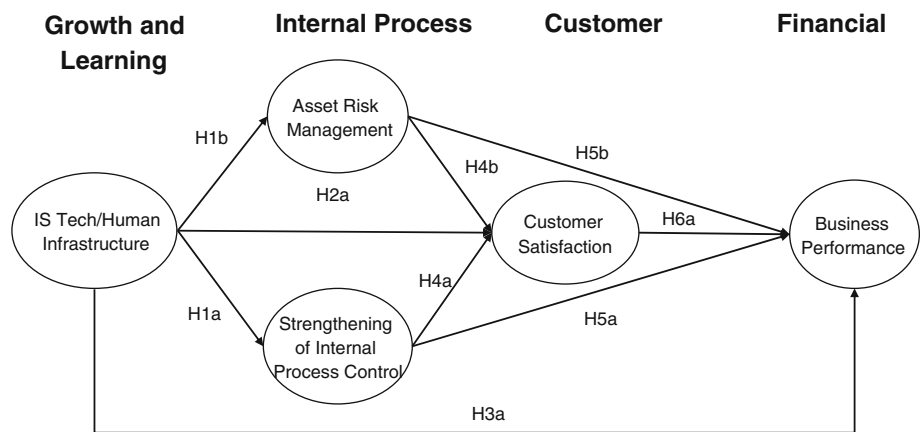 Growth and
Learning
Internal Process
Customer
Financial
Asset Risk
Management
H1b
H5b
H4b
H2a
IS Tech/Human
Infrastructure
Customer
Satisfaction
H6a
Business
Performance
H4a
H1a
H5a
Strengthening
of Internal
Process Control
H3a